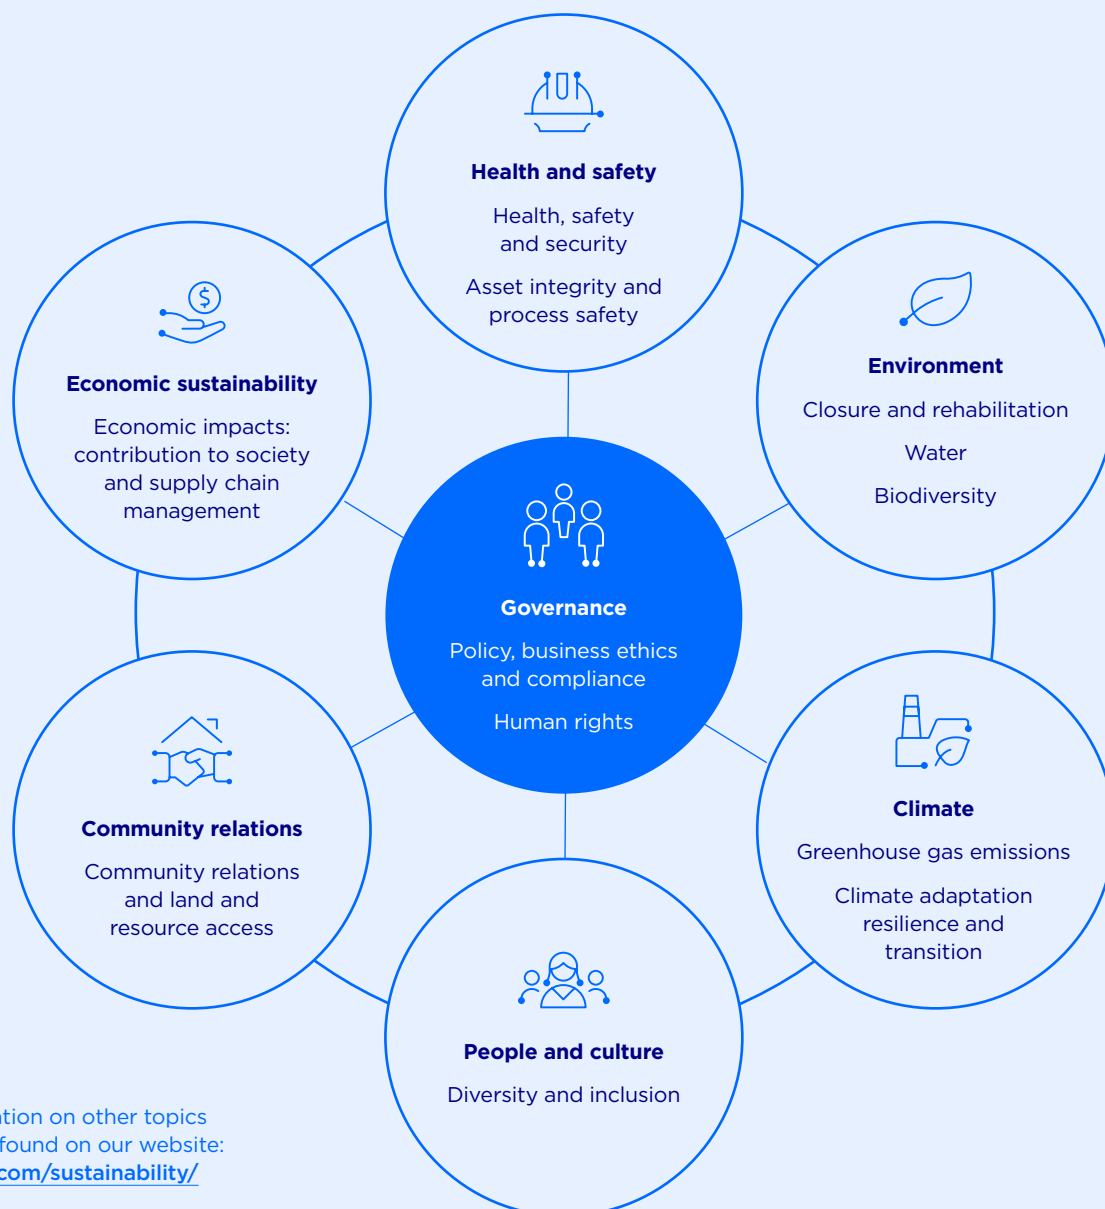 Health and safety
Health, safety
and security
Asset integrity and
process safety
Economic sustainability
Economic impacts:
contribution to society
and supply chain
management
Environment
Closure and rehabilitation
Water
Biodiversity
Governance
Policy, business ethics
and compliance
Human rights
Community relations
Community relations
and land and
resource access
Climate
Greenhouse gas emissions
Climate adaptation
resilience and
transition
People and culture
Diversity and inclusion
on other topics
found on our website:
com/sustainability/